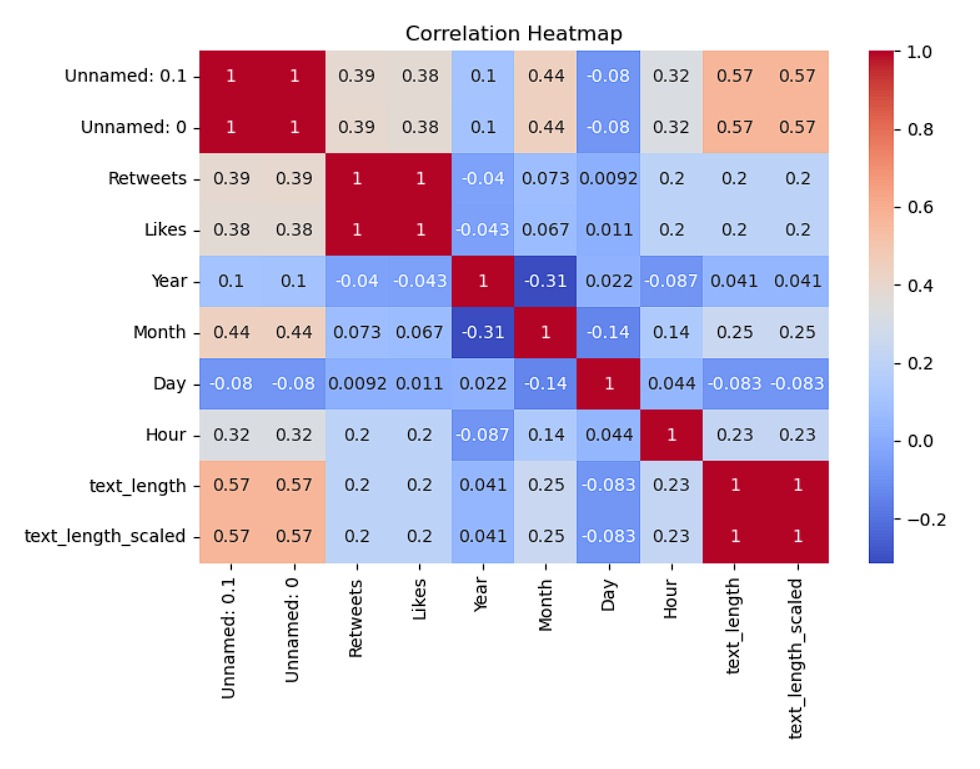 Correlation Heatmap
Unnamed: 0.1 1 1 0.39 0.38 0.1 0.44 -0.08 0.32 0.57 0.57
Unnamed: 0 1 1 0.39 0.38 0.1 0.44 -0.08 0.32 0.57 0.57
Retweets 0.39 0.39 1 1 -0.04 0.073 0.0092 0.2 0.2 0.2
Likes 0.38 0.38 1 1 -0.043 0.067 0.011 0.2 0.2 0.2
Year 0.1 0.1 -0.04 -0.043 1 -0.31 0.022 -0.087 0.041 0.041
Month 0.44 0.44 0.073 0.067 -0.31 1 -0.14 0.14 0.25 0.25
Day -0.08 -0.08 0.0092 0.011 0.022 -0.14 1 0.044 -0.083 -0.083
Hour 0.32 0.32 0.2 0.2 -0.087 0.14 0.044 1 0.23 0.23
text_length 0.57 0.57 0.2 0.2 0.041 0.25 -0.083 0.23 1 1
text_length_scaled 0.57 0.57 0.2 0.2 0.041 0.25 -0.083 0.23 1 1
Unnamed: 0.1
Unnamed: 0
Retweets
Likes
Year
Month
Day
Hour
text_length
text_length_scaled
1.0
0.8
0.6
0.4
0.2
0.0
−0.2